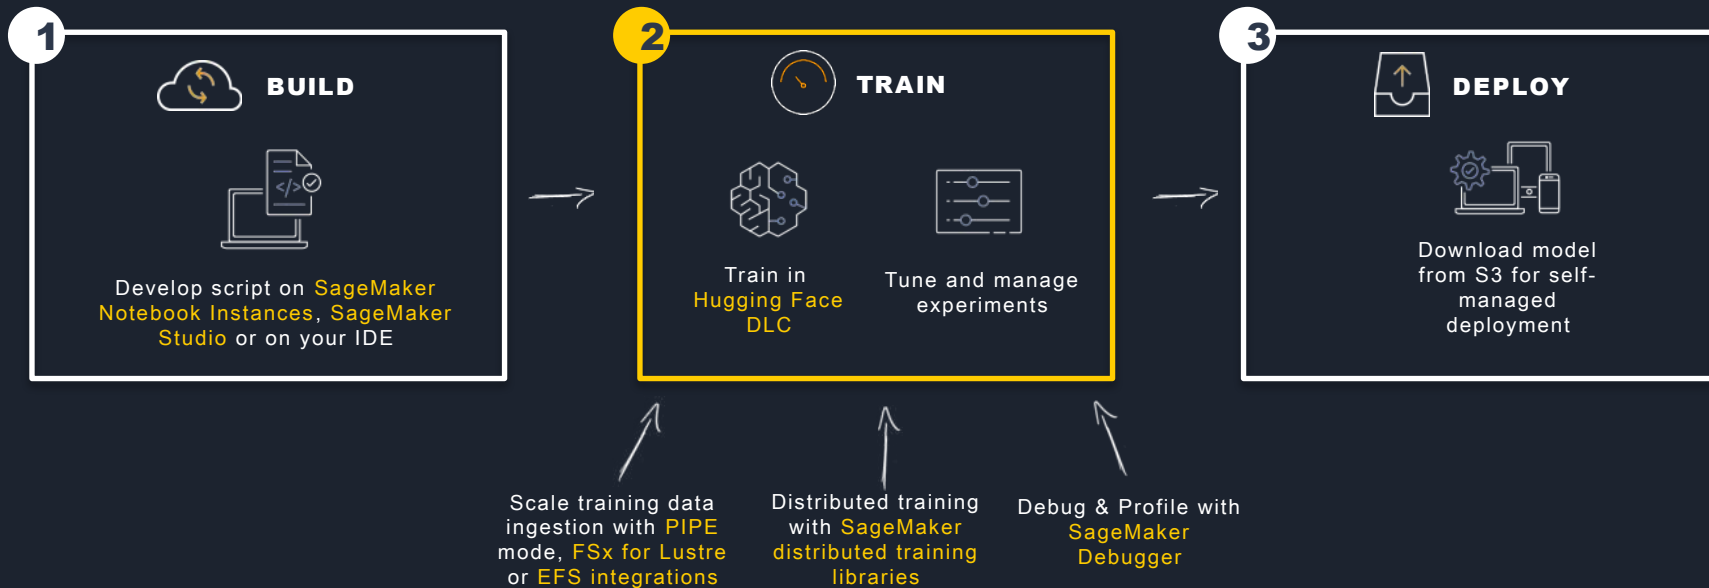 1
BUILD
</>
Develop script on SageMaker
Notebook Instances, SageMaker
Studio or on your IDE
2
TRAIN
Train in
Hugging Face
DLC
Tune and manage
experiments
3
DEPLOY
Download model
from S3 for self-
managed
deployment
Scale training data
ingestion with PIPE
mode, FSx for Lustre
or EFS integrations
Distributed training
with SageMaker
distributed training
libraries
Debug & Profile with
SageMaker
Debugger